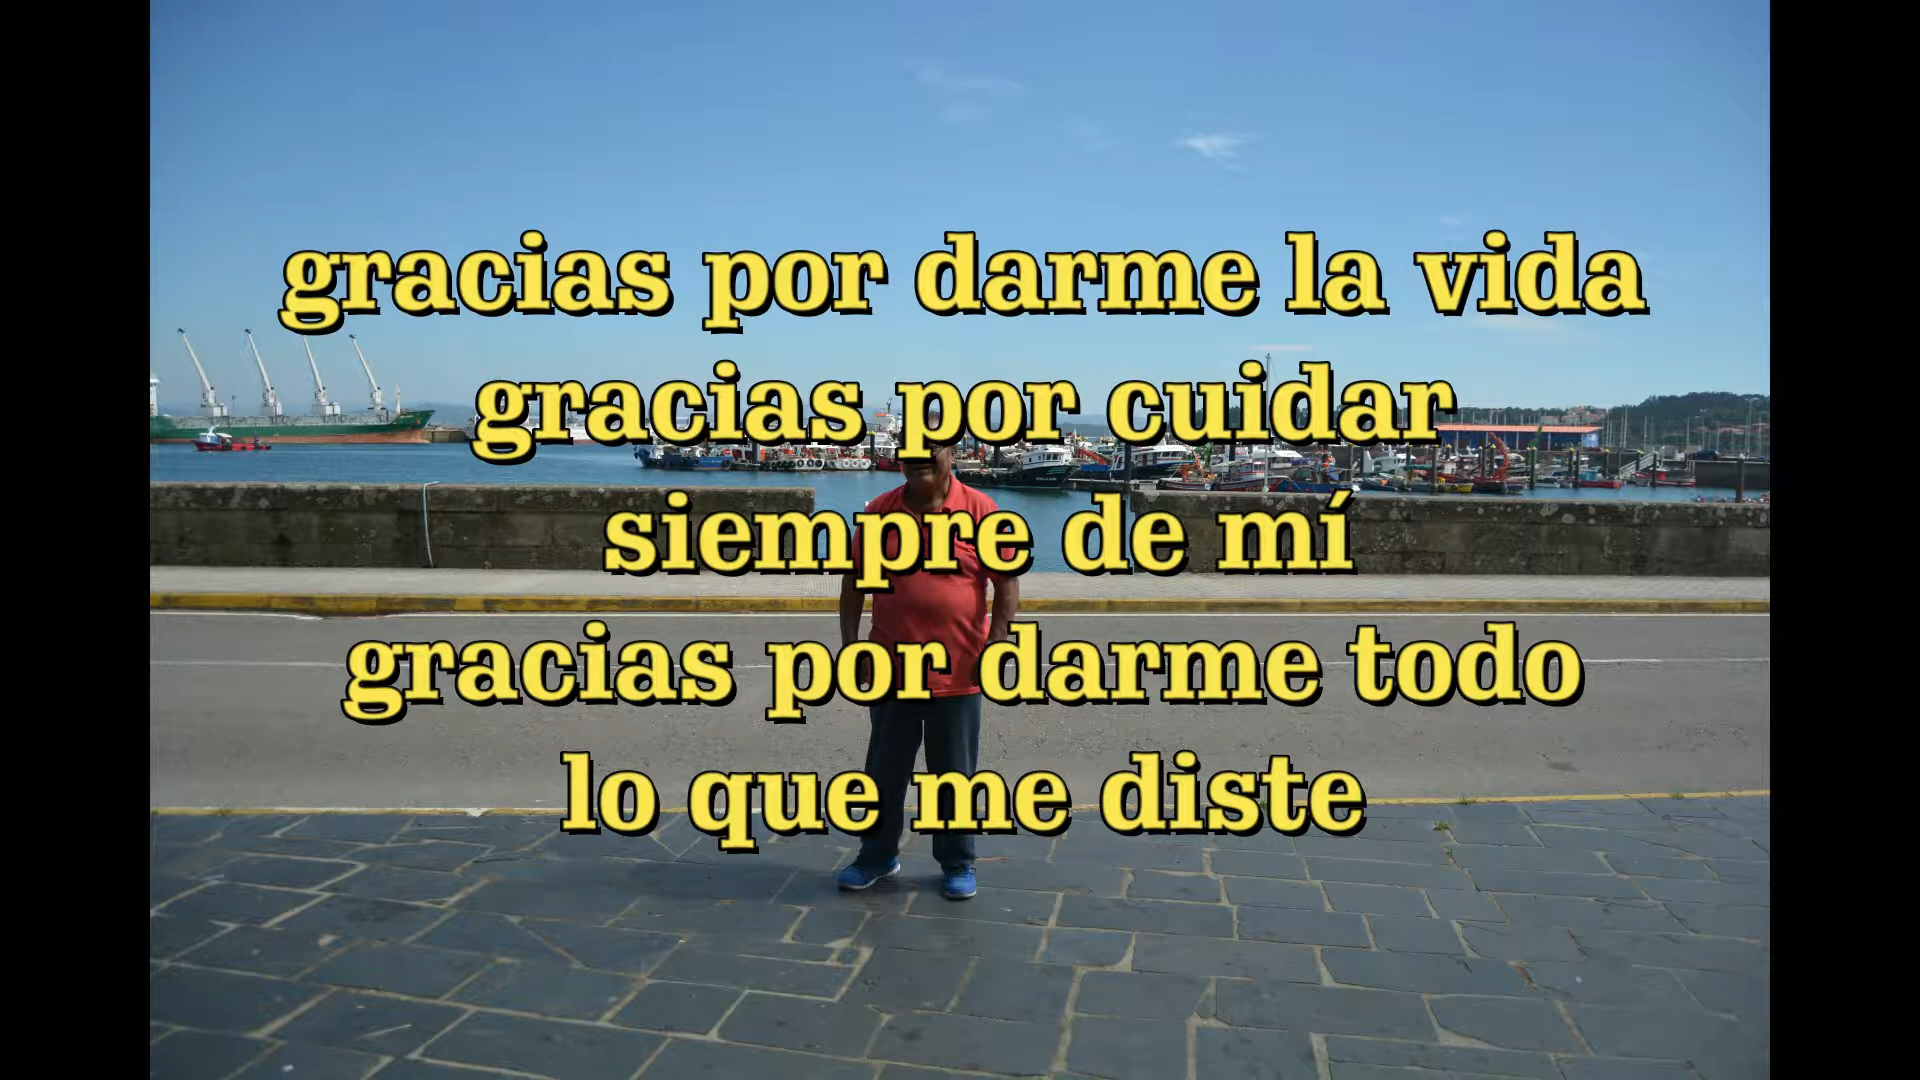 gracias por darme la vida
gracias por cuidar
siempre de mí
gracias por darme todo
lo que me diste